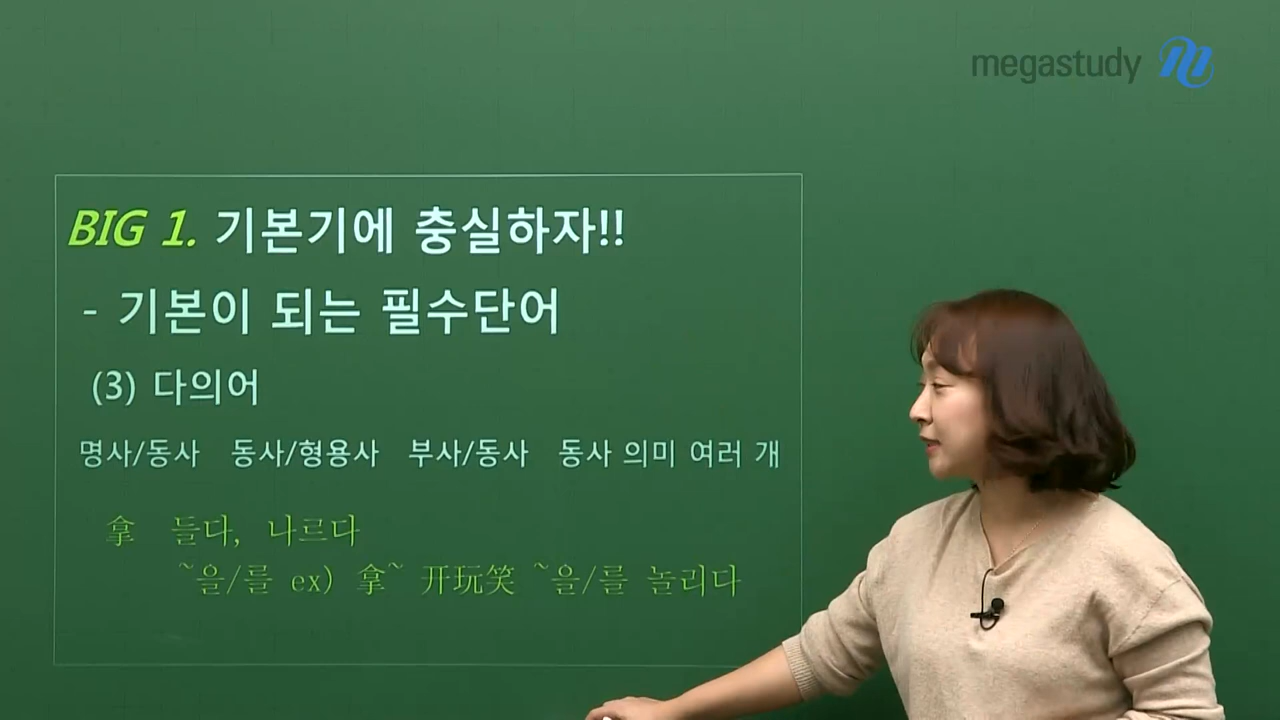 megastudy
BIG 1. 기본기에 충실하자!!
- 기본이 되는 필수단어
(3) 다의어
명사/동사 동사/형용사 부사/동사 동사 의미 여러 개
拿 들다, 나르다
~을/를 ex) 拿~ 开玩笑 ~을/를 놀리다